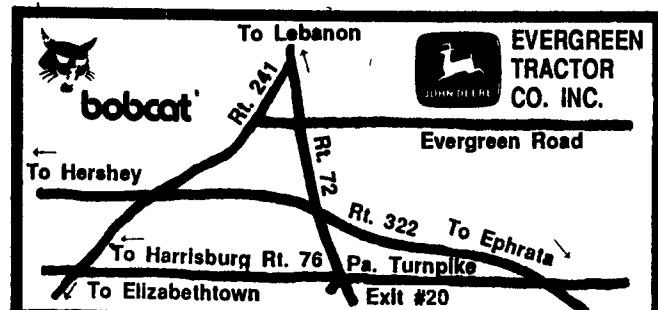 To Lebanon
EVERGREEN
TRACTOR
CO. INC.
JOHN DEERE
bobcat
Rt. 241
Evergreen Road
Rt. 72
To Hershey
Rt. 322
To Ephrata
To Harrisburg Rt. 76
Pa. Turnpike
To Elizabethtown
Exit #20